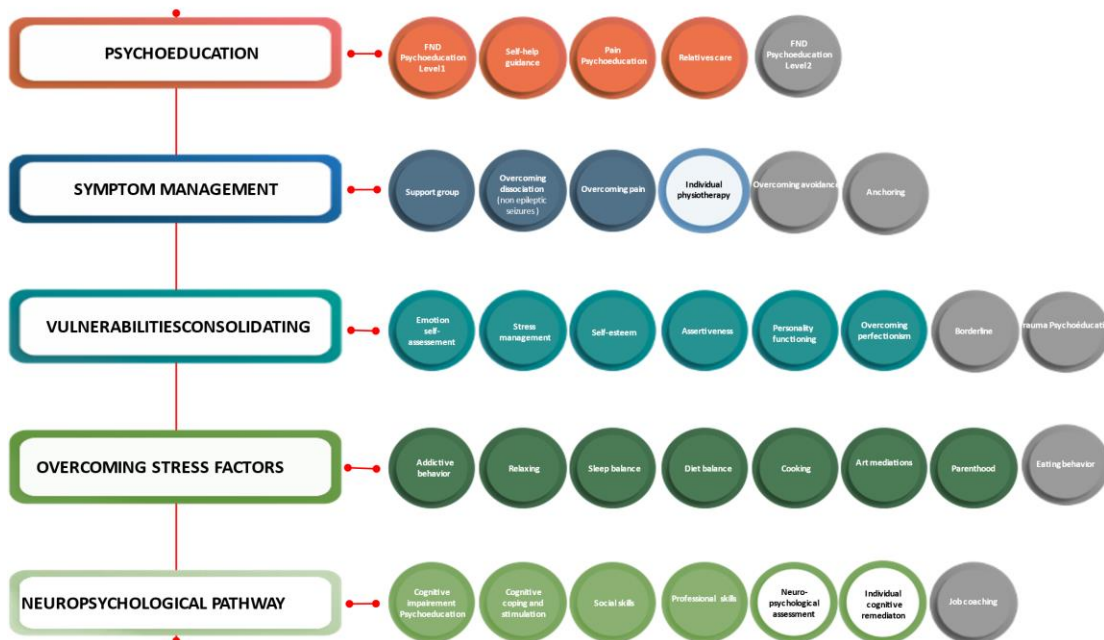 PSYCHOEDUCATION
FND
Psychoeducation
Level 1
Self-help
guidance
Pain
Psychoeducation
Relatives care
FND
Psychoeducation
Level 2
SYMPTOM MANAGEMENT
Support group
Overcoming
dissociation
(non epileptic
seizures )
Overcoming pain
Individual
physiotherapy
Overcoming avoidance
Anchoring
VULNERABILITIESCONSOLIDATING
Emotion
self-
assessement
Stress
management
Self-esteem
Assertiveness
Personality
functioning
Overcoming
perfectionism
Borderline
rauma Psychoéducati
OVERCOMING STRESS FACTORS
Addictive
behavior
Relaxing
Sleep balance
Diet balance
Cooking
Art mediations
Parenthood
Eating behavior
NEUROPSYCHOLOGICAL PATHWAY
Cognitive
impairement
Psychoeducation
Cognitive
coping and
stimulation
Social skills
Professional skills
Neuro-
psychological
assessment
Individual
cognitive
remediaton
Job coaching